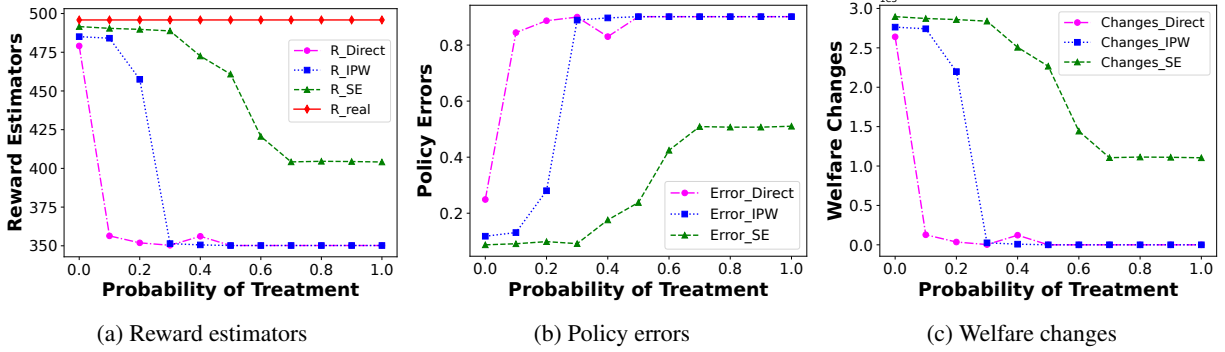 500
475
450
425
400
375
350
R_Direct
R_IPW
R_SE
R_real
Reward Estimators
0.0 0.2 0.4 0.6 0.8 1.0
Probability of Treatment
(a) Reward estimators
0.8
0.6
0.4
0.2
Error_Direct
Error_IPW
Error_SE
Policy Errors
0.0 0.2 0.4 0.6 0.8 1.0
Probability of Treatment
(b) Policy errors
3.0
2.5
2.0
1.5
1.0
0.5
0.0
Changes_Direct
Changes_IPW
Changes_SE
Welfare Changes
0.0 0.2 0.4 0.6 0.8 1.0
Probability of Treatment
(c) Welfare changes